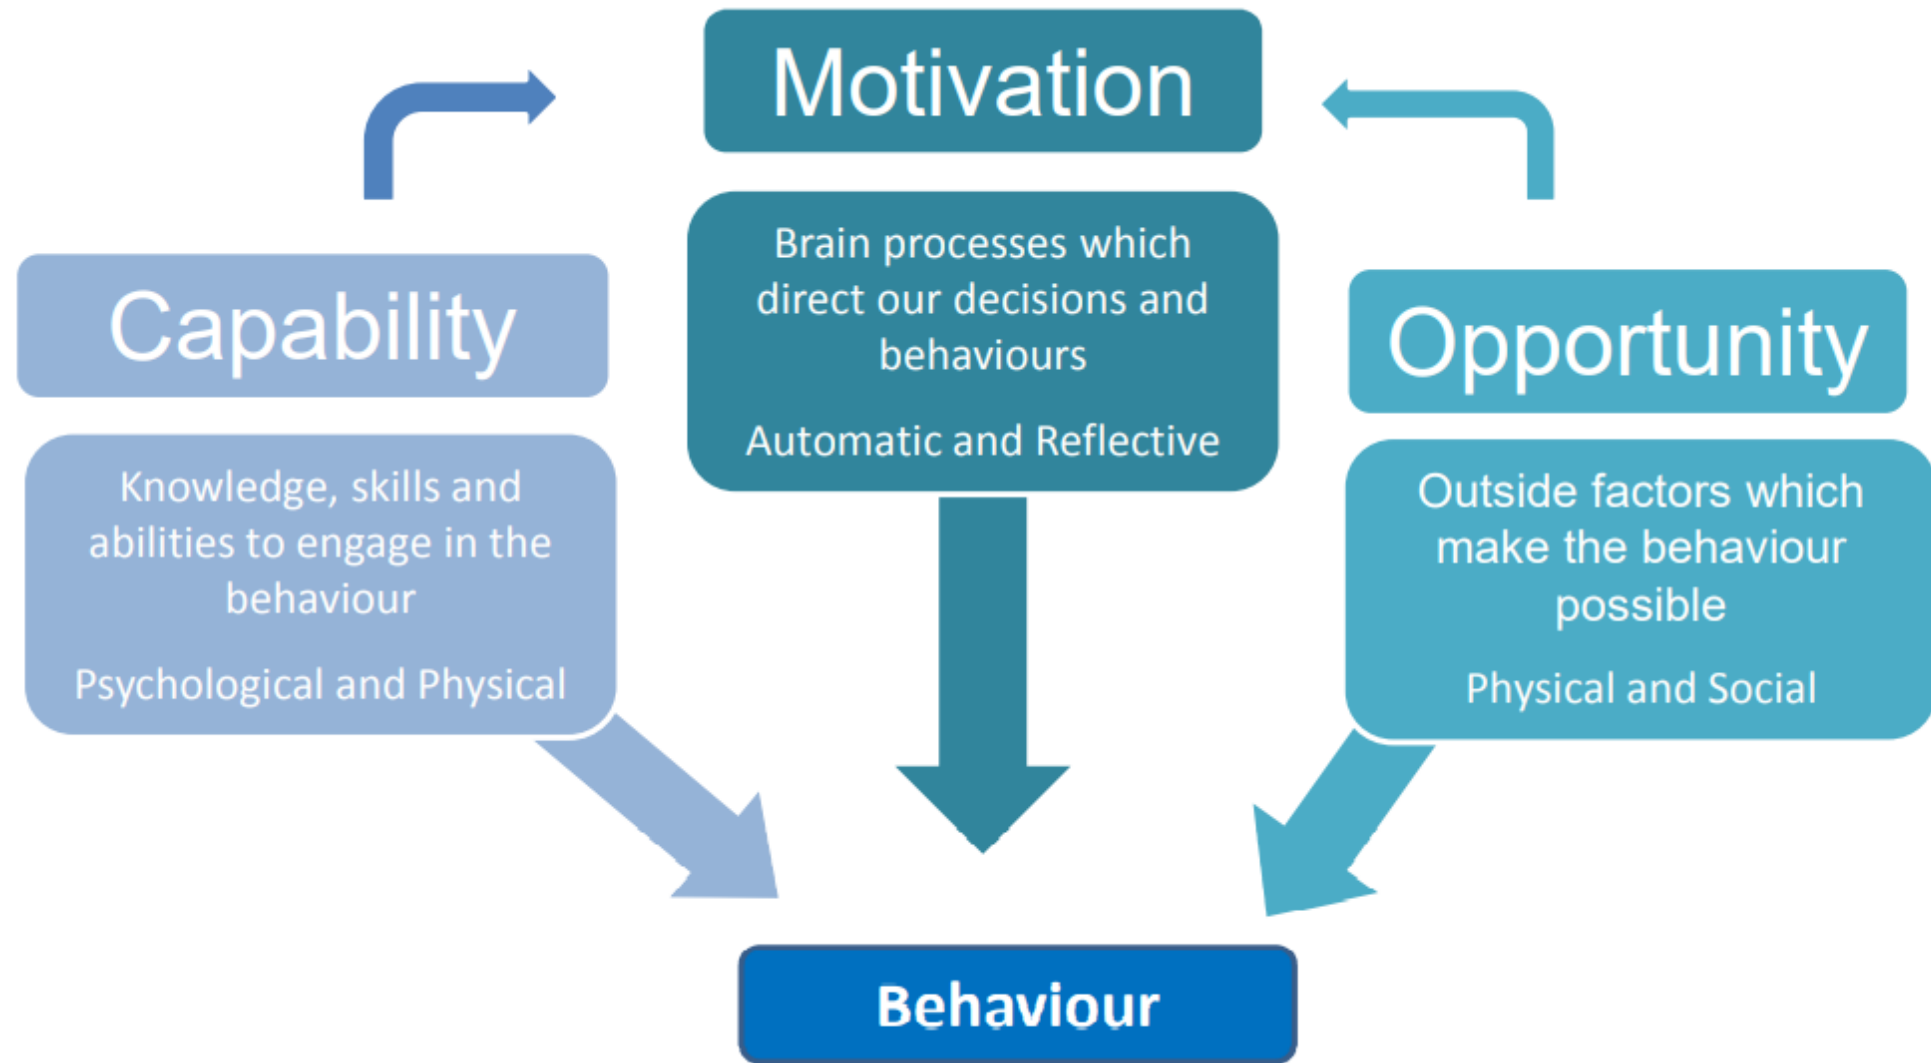 Motivation
Brain processes which
direct our decisions and
behaviours
Automatic and Reflective
Capability
Knowledge, skills and
abilities to engage in the
behaviour
Psychological and Physical
Opportunity
Outside factors which
make the behaviour
possible
Physical and Social
Behaviour